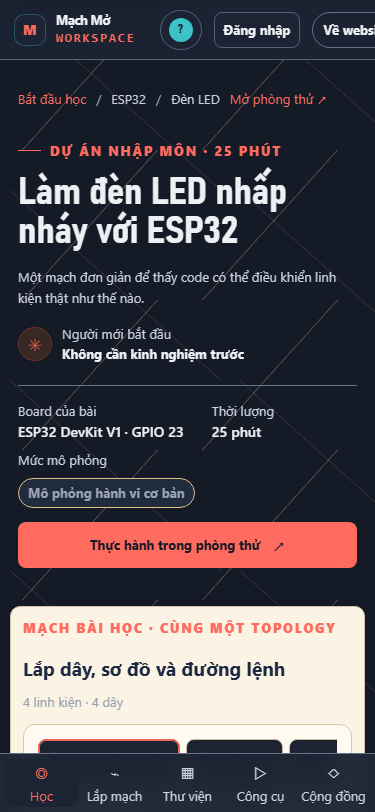 M
Mạch Mở
WORKSPACE
?
Đăng nhập
Về websi
Bắt đầu học / ESP32 / Đèn LED Mở phòng thử ↗
DỰ ÁN NHẬP MÔN · 25 PHÚT
Làm đèn LED nhấp
nháy với ESP32
Một mạch đơn giản để thấy code có thể điều khiển linh
kiện thật như thế nào.
Người mới bắt đầu
Không cần kinh nghiệm trước
Board của bài
ESP32 DevKit V1 · GPIO 23
Thời lượng
25 phút
Mức mô phỏng
Mô phỏng hành vi cơ bản
Thực hành trong phòng thử ↗
MẠCH BÀI HỌC · CÙNG MỘT TOPOLOGY
Lắp dây, sơ đồ và đường lệnh
4 linh kiện · 4 dây
Học
Lắp mạch
Thư viện
Công cụ
Cộng đồng